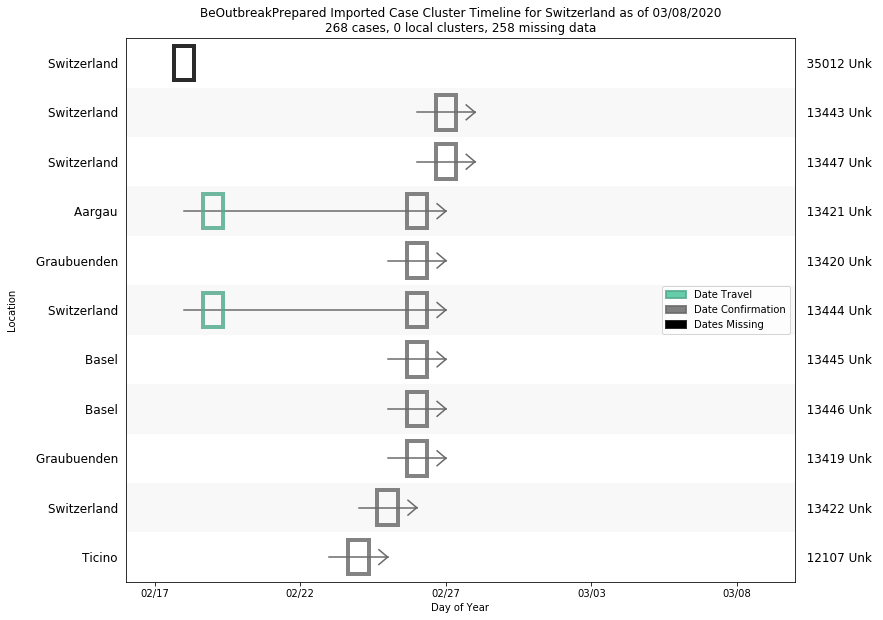 BeOutbreakPrepared Imported Case Cluster Timeline for Switzerland as of 03/08/2020
268 cases, 0 local clusters, 258 missing data
Switzerland 35012 Unk
Switzerland 13443 Unk
Switzerland 13447 Unk
Aargau 13421 Unk
Graubuenden 13420 Unk
Switzerland 13444 Unk
Basel 13445 Unk
Basel 13446 Unk
Graubuenden 13419 Unk
Switzerland 13422 Unk
Ticino 12107 Unk
Location
Date Travel
Date Confirmation
Dates Missing
02/17 02/22 02/27 03/03 03/08
Day of Year